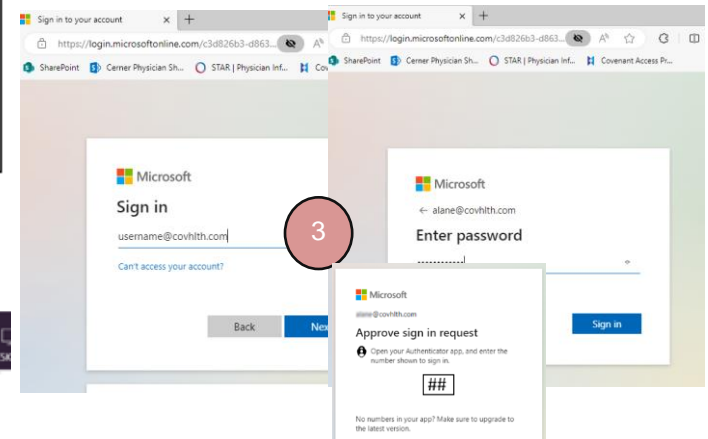 Sign in to your account
https://login.microsoftonline.com/c3d826b3-d863...
SharePoint Cerner Physician Sh... STAR | Physician Inf...
Microsoft
Sign in
username@covhlth.com
Can't access your account?
Back
3
Sign in to your account
https://login.microsoftonline.com/c3d826b3-d863...
SharePoint Cerner Physician Sh... STAR | Physician Inf... Covenant Access Pr...
Microsoft
← alane@covhlth.com
Enter password
Sign in
Microsoft
@covhlth.com
Approve sign in request
Open your Authenticator app, and enter the
number shown to sign in.
##
No numbers in your app? Make sure to upgrade to
the latest version.